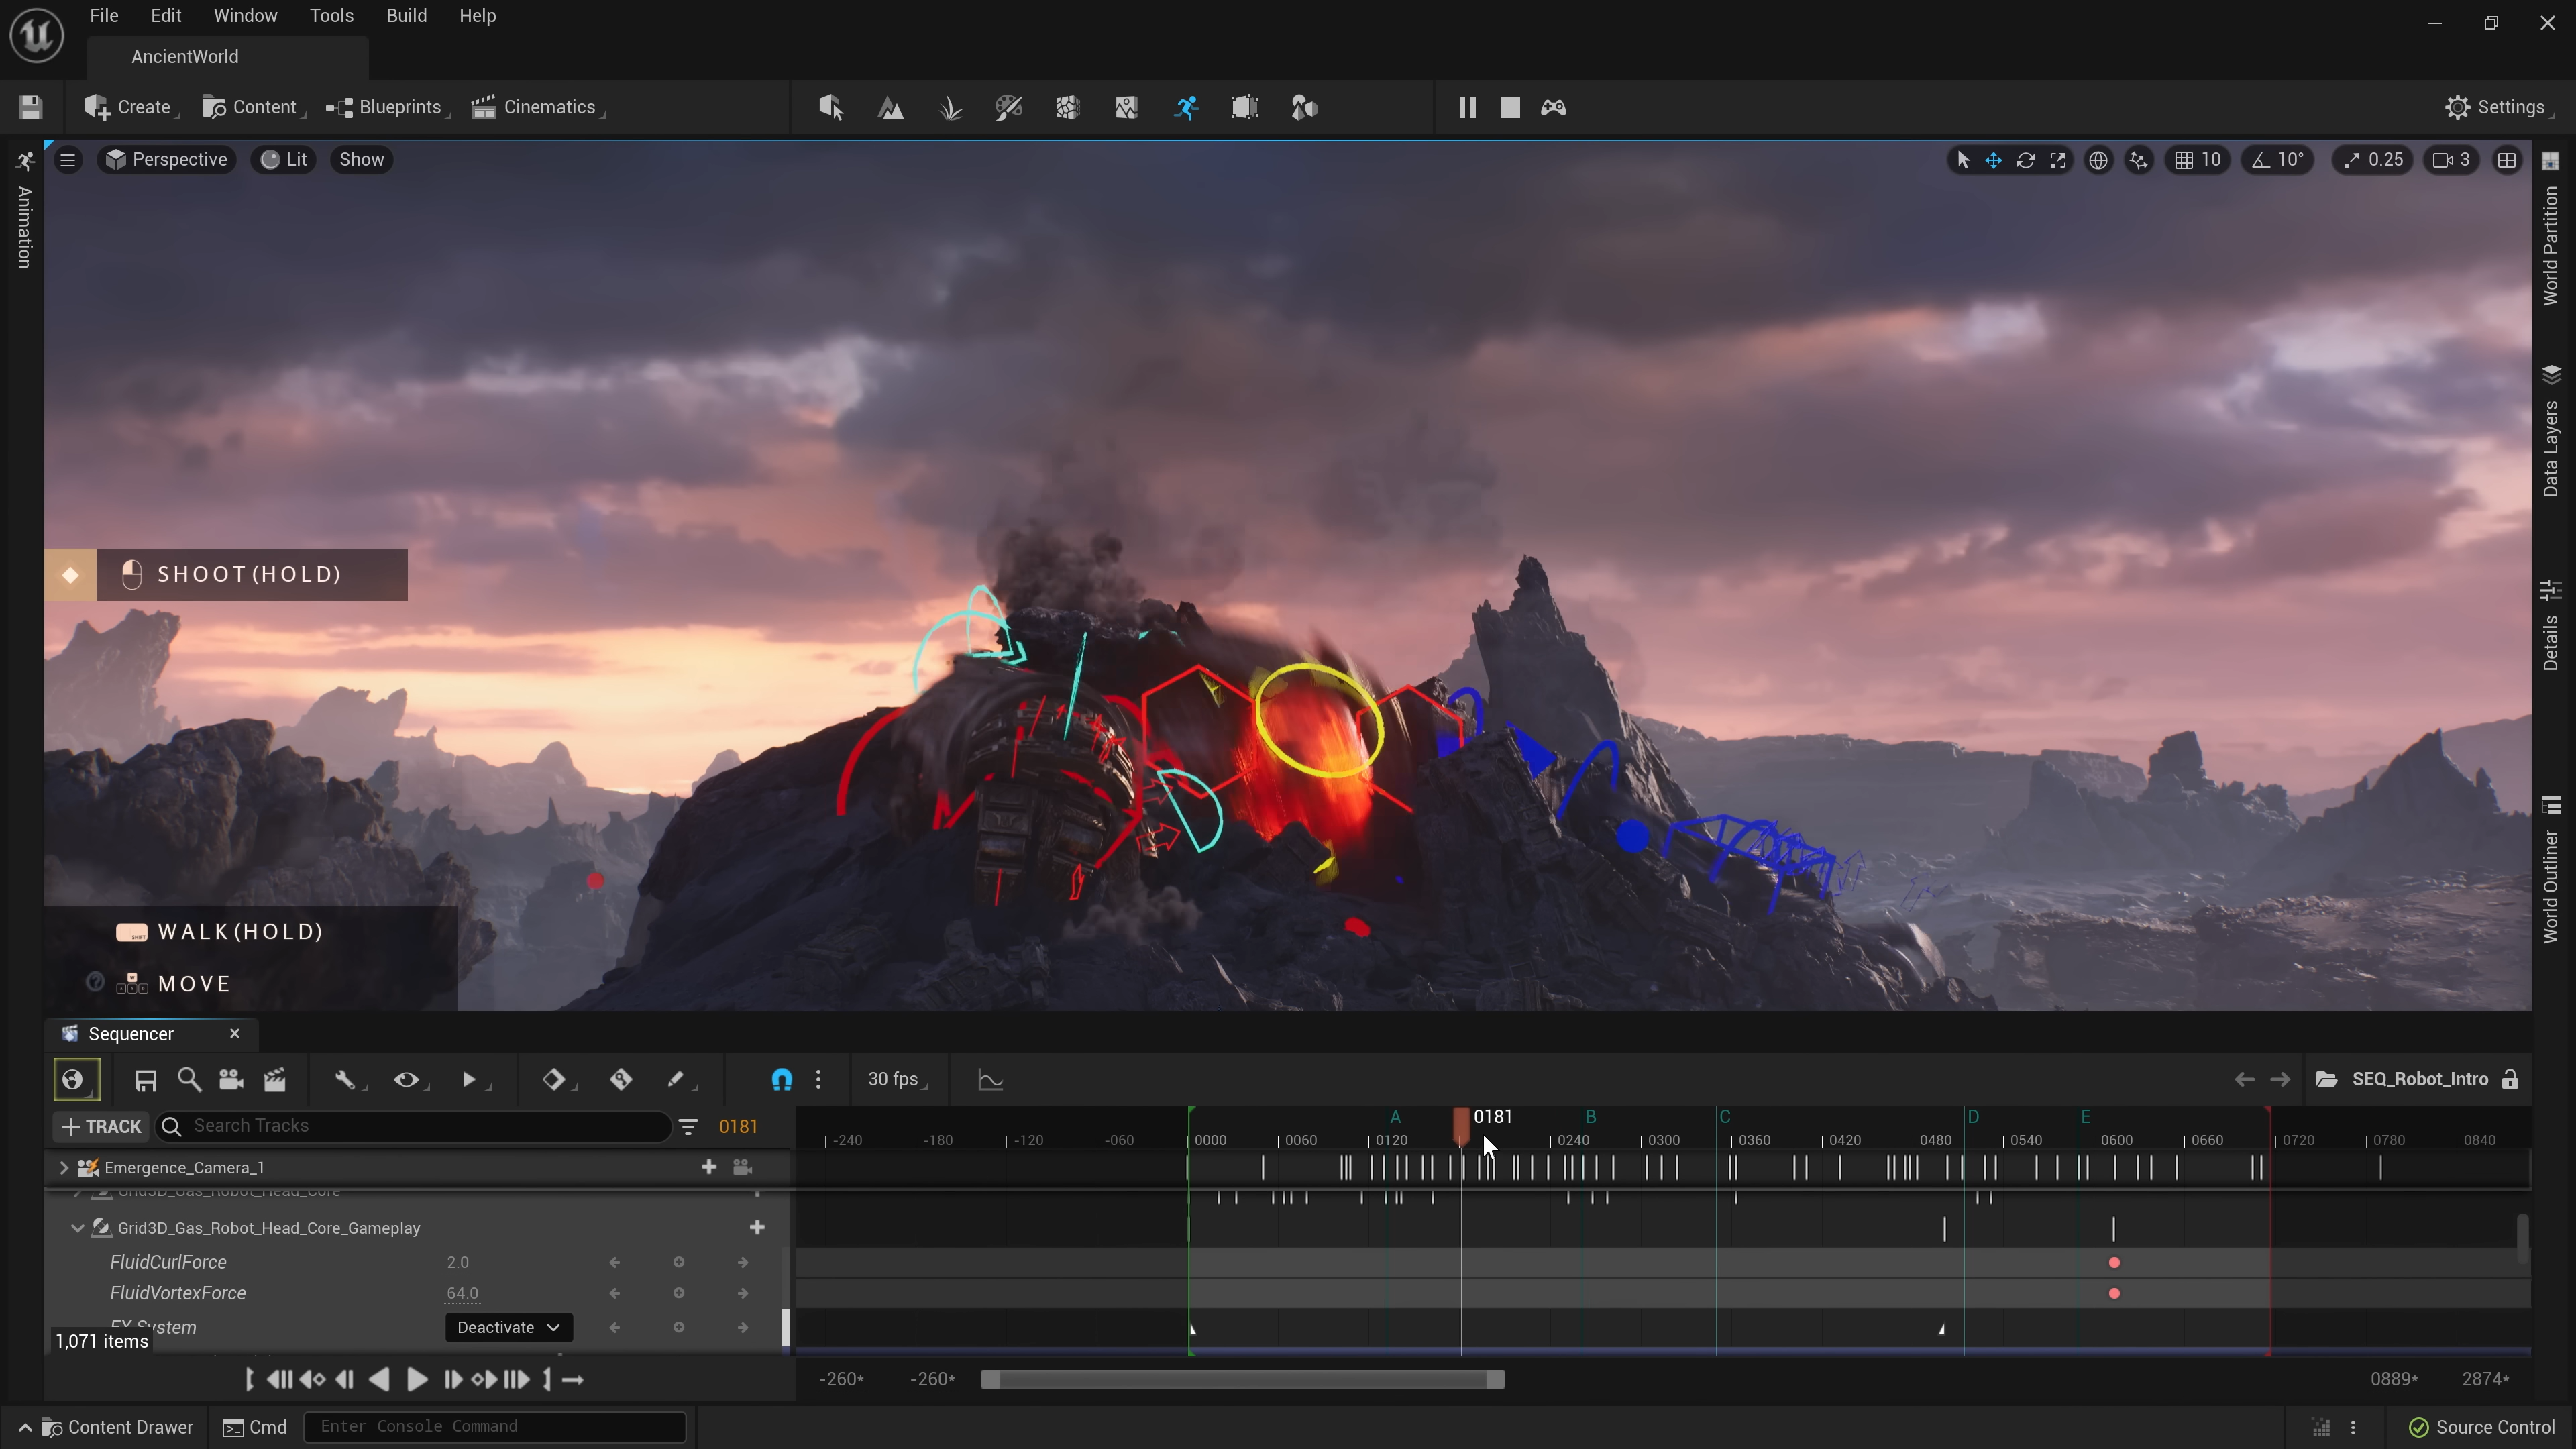 File Edit Window Tools Build Help
AncientWorld
Create Content Blueprints Cinematics Settings
Perspective Lit Show 10 10° 0.25 3
Animation
World Partition
Data Layers
Details
World Outliner
SHOOT(HOLD)
WALK(HOLD)
MOVE
Sequencer
30 fps SEQ_Robot_Intro
TRACK Search Tracks 0181
A 0181 B C D E
-240 -180 -120 -060 0000 0060 0120 0240 0300 0360 0420 0480 0540 0600 0660 0720 0780 0840
Emergence_Camera_1
Grid3D_Gas_Robot_Head_Core
Grid3D_Gas_Robot_Head_Core_Gameplay
FluidCurlForce 2.0
FluidVortexForce 64.0
FX System Deactivate
1,071 items
-260* -260* 0889* 2874*
Content Drawer Cmd Enter Console Command Source Control